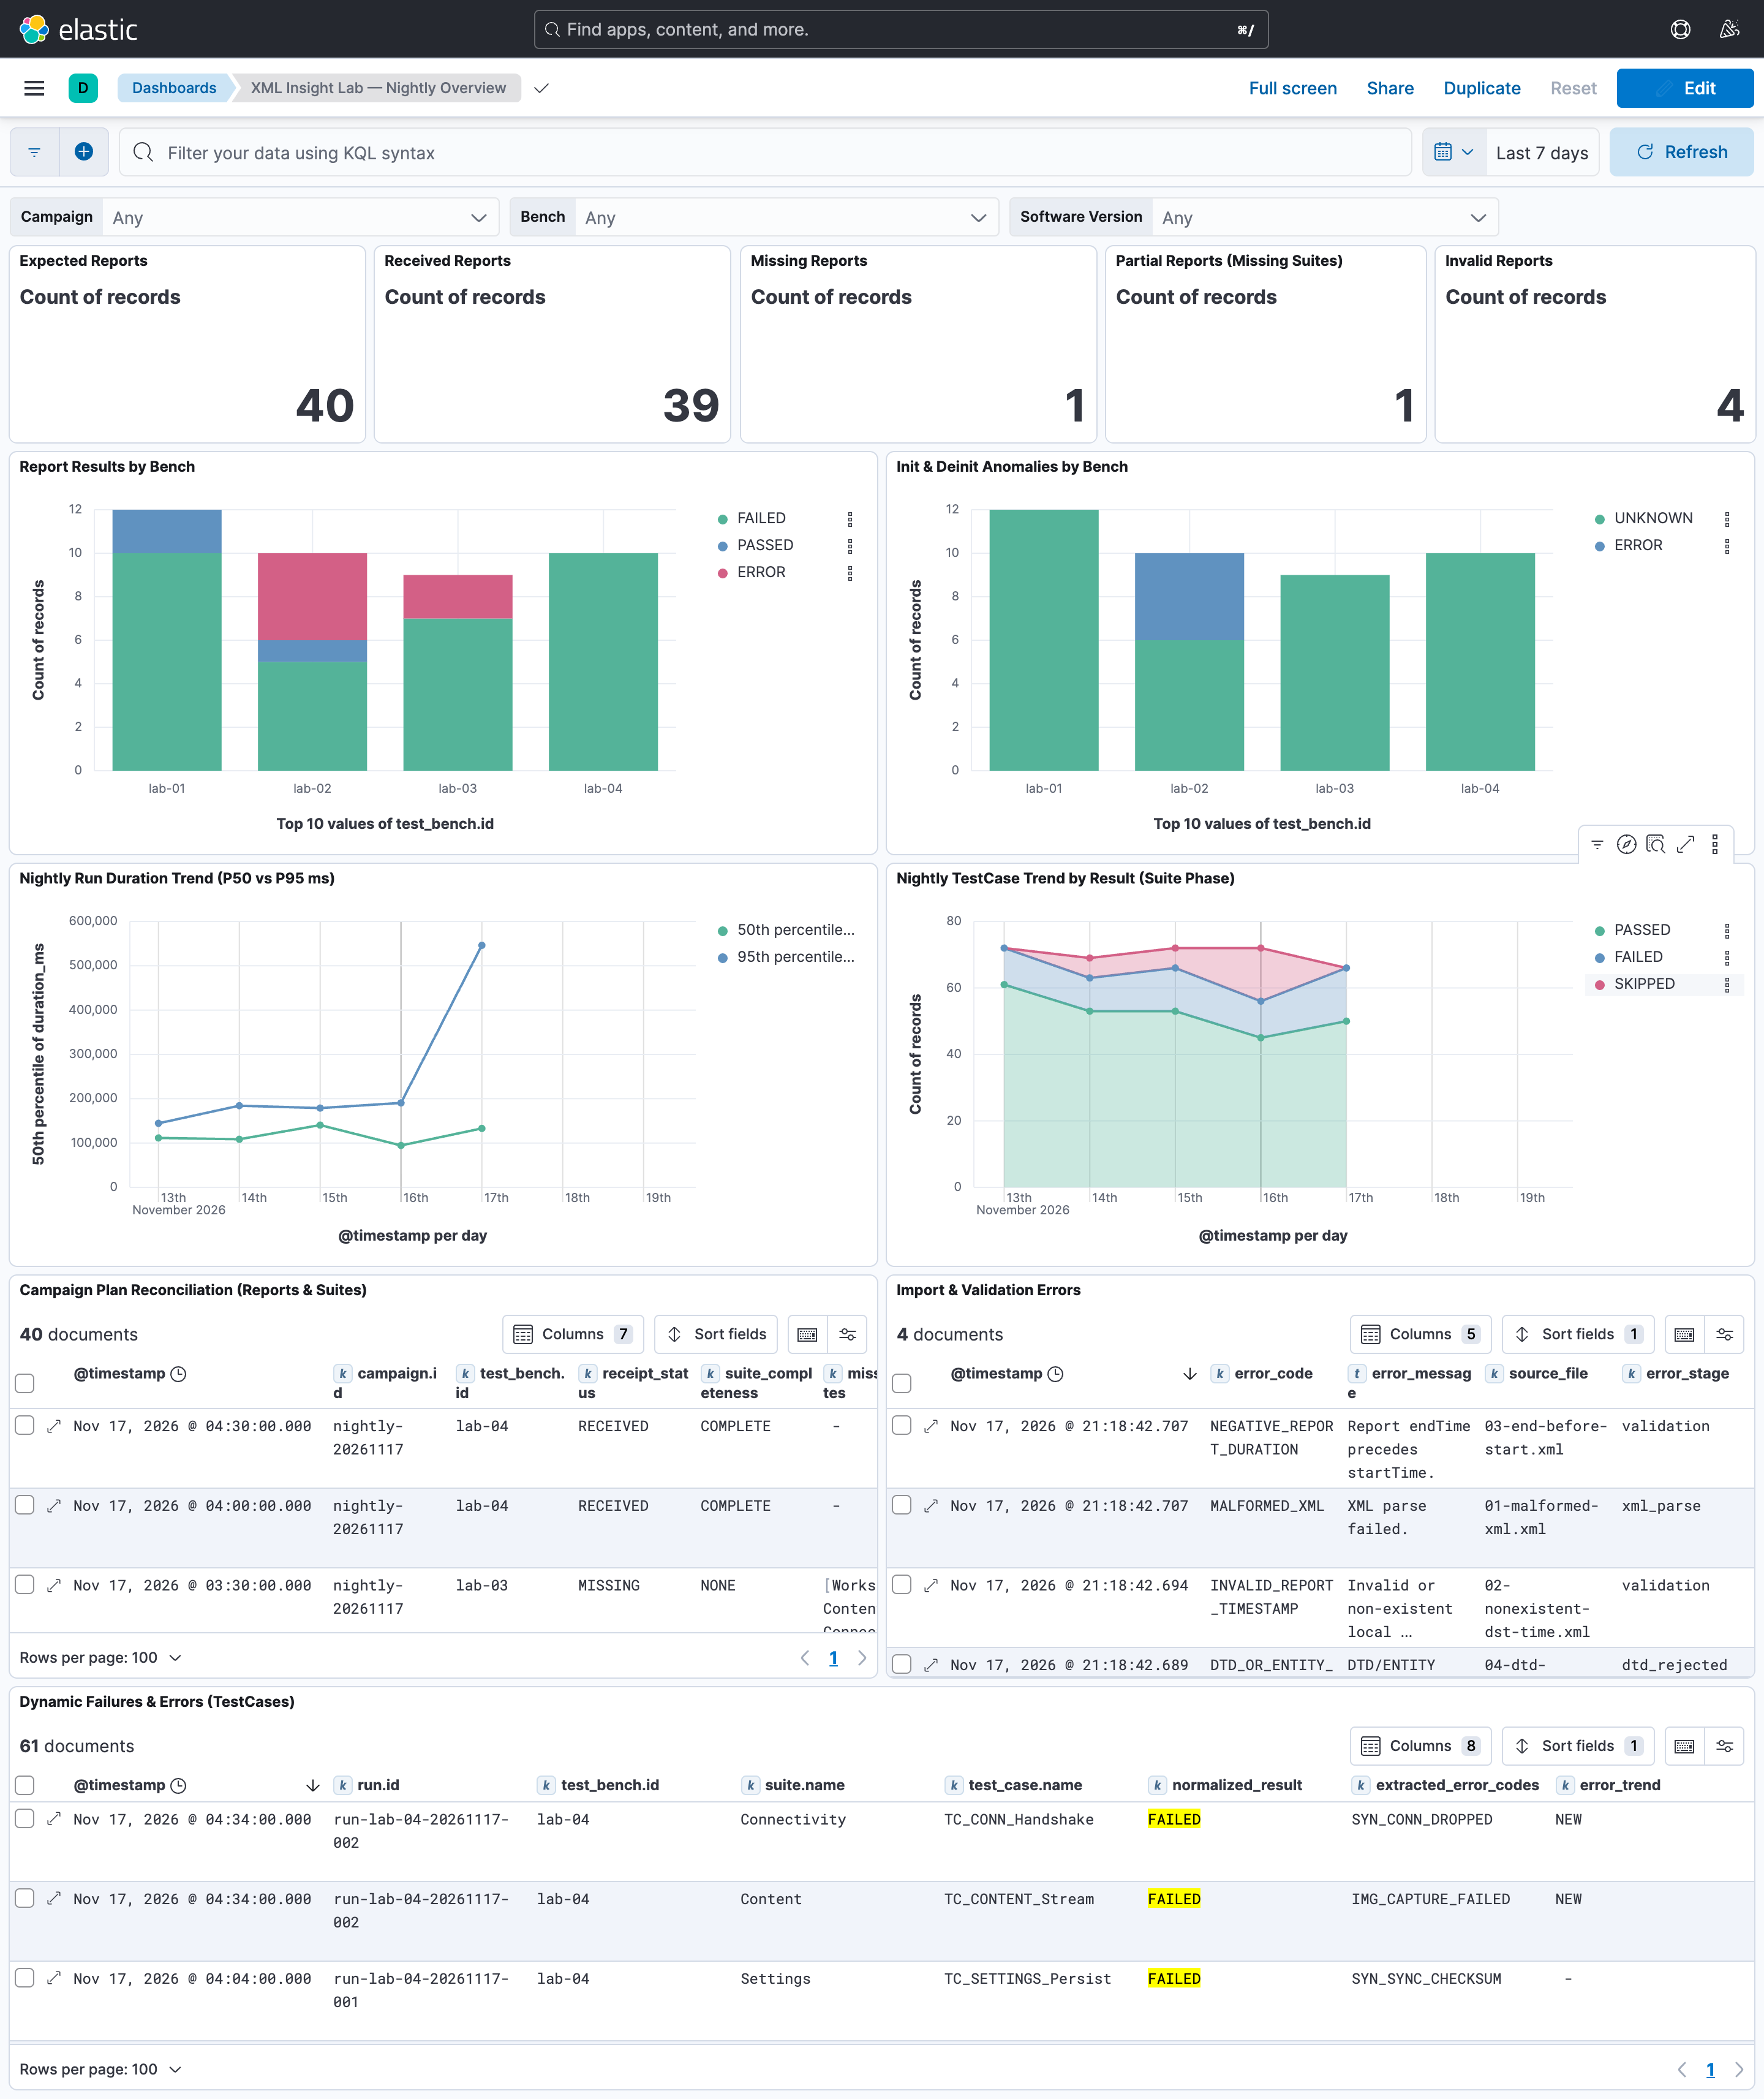 elastic
Find apps, content, and more.
⌘/
D
Dashboards
XML Insight Lab — Nightly Overview
Full screen
Share
Duplicate
Reset
Edit
Filter your data using KQL syntax
Last 7 days
Refresh
Campaign
Any
Bench
Any
Software Version
Any
Expected Reports
Count of records
40
Received Reports
Count of records
39
Missing Reports
Count of records
1
Partial Reports (Missing Suites)
Count of records
1
Invalid Reports
Count of records
4
Report Results by Bench
Count of records
12
10
8
6
4
2
0
lab-01
lab-02
lab-03
lab-04
Top 10 values of test_bench.id
FAILED
PASSED
ERROR
Init & Deinit Anomalies by Bench
Count of records
12
10
8
6
4
2
0
lab-01
lab-02
lab-03
lab-04
Top 10 values of test_bench.id
UNKNOWN
ERROR
Nightly Run Duration Trend (P50 vs P95 ms)
50th percentile of duration_ms
600,000
500,000
400,000
300,000
200,000
100,000
0
13th
14th
15th
16th
17th
18th
19th
November 2026
@timestamp per day
50th percentile...
95th percentile...
Nightly TestCase Trend by Result (Suite Phase)
Count of records
80
60
40
20
0
13th
14th
15th
16th
17th
18th
19th
November 2026
@timestamp per day
PASSED
FAILED
SKIPPED
Campaign Plan Reconciliation (Reports & Suites)
40 documents
Columns 7
Sort fields
@timestamp
k campaign.i
d
k test_bench.
id
k receipt_stat
us
k suite_compl
eteness
k miss
tes
Nov 17, 2026 @ 04:30:00.000
nightly-
20261117
lab-04
RECEIVED
COMPLETE
-
Nov 17, 2026 @ 04:00:00.000
nightly-
20261117
lab-04
RECEIVED
COMPLETE
-
Nov 17, 2026 @ 03:30:00.000
nightly-
20261117
lab-03
MISSING
NONE
[Works
Conten
Connec
Rows per page: 100
1
Import & Validation Errors
4 documents
Columns 5
Sort fields 1
@timestamp
k error_code
t error_messag
e
k source_file
k error_stage
Nov 17, 2026 @ 21:18:42.707
NEGATIVE_REPOR
T_DURATION
Report endTime
precedes
startTime.
03-end-before-
start.xml
validation
Nov 17, 2026 @ 21:18:42.707
MALFORMED_XML
XML parse
failed.
01-malformed-
xml.xml
xml_parse
Nov 17, 2026 @ 21:18:42.694
INVALID_REPORT
_TIMESTAMP
Invalid or
non-existent
local ...
02-
nonexistent-
dst-time.xml
validation
Nov 17, 2026 @ 21:18:42.689
DTD_OR_ENTITY_
DTD/ENTITY
04-dtd-
dtd_rejected
Dynamic Failures & Errors (TestCases)
61 documents
Columns 8
Sort fields 1
@timestamp
k run.id
k test_bench.id
k suite.name
k test_case.name
k normalized_result
k extracted_error_codes
k error_trend
Nov 17, 2026 @ 04:34:00.000
run-lab-04-20261117-
002
lab-04
Connectivity
TC_CONN_Handshake
FAILED
SYN_CONN_DROPPED
NEW
Nov 17, 2026 @ 04:34:00.000
run-lab-04-20261117-
002
lab-04
Content
TC_CONTENT_Stream
FAILED
IMG_CAPTURE_FAILED
NEW
Nov 17, 2026 @ 04:04:00.000
run-lab-04-20261117-
001
lab-04
Settings
TC_SETTINGS_Persist
FAILED
SYN_SYNC_CHECKSUM
-
Rows per page: 100
1